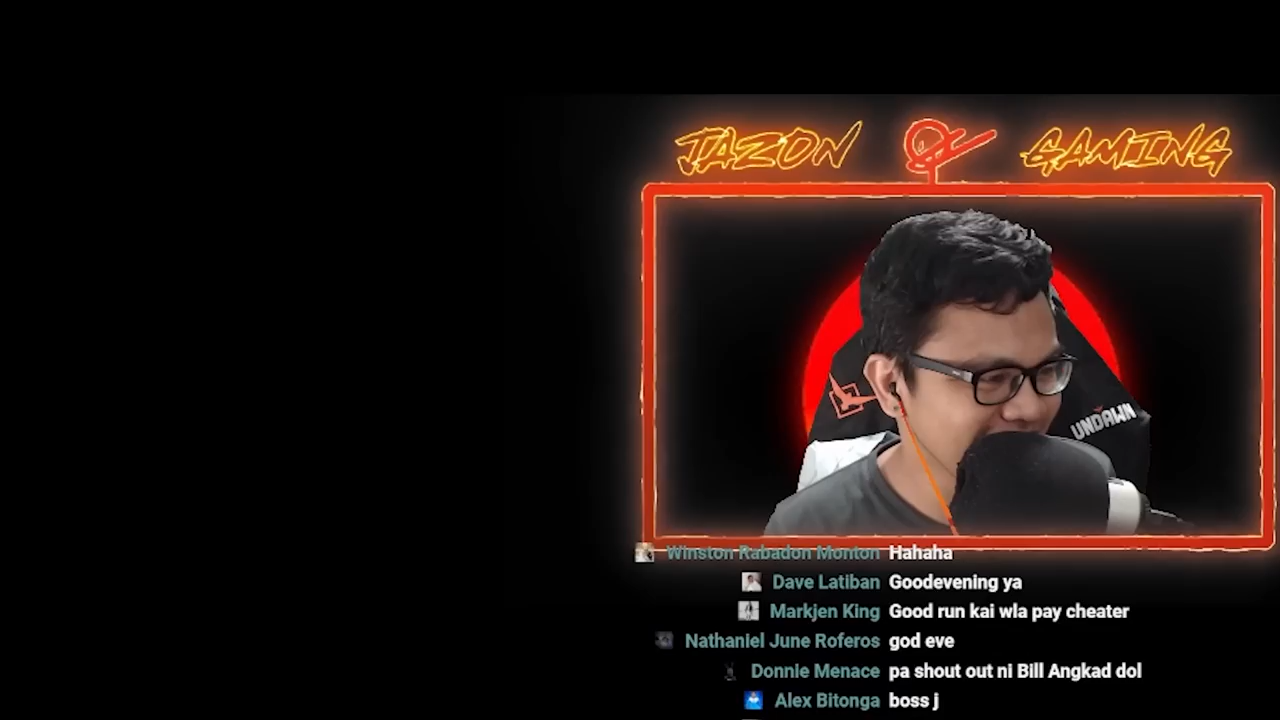 JAZON GAMING
UNDAWN
Winston Rabadon Monton Hahaha
Dave Latiban Goodevening ya
Markjen King Good run kai wla pay cheater
Nathaniel June Roferos god eve
Donnie Menace pa shout out ni Bill Angkad dol
Alex Bitonga boss j